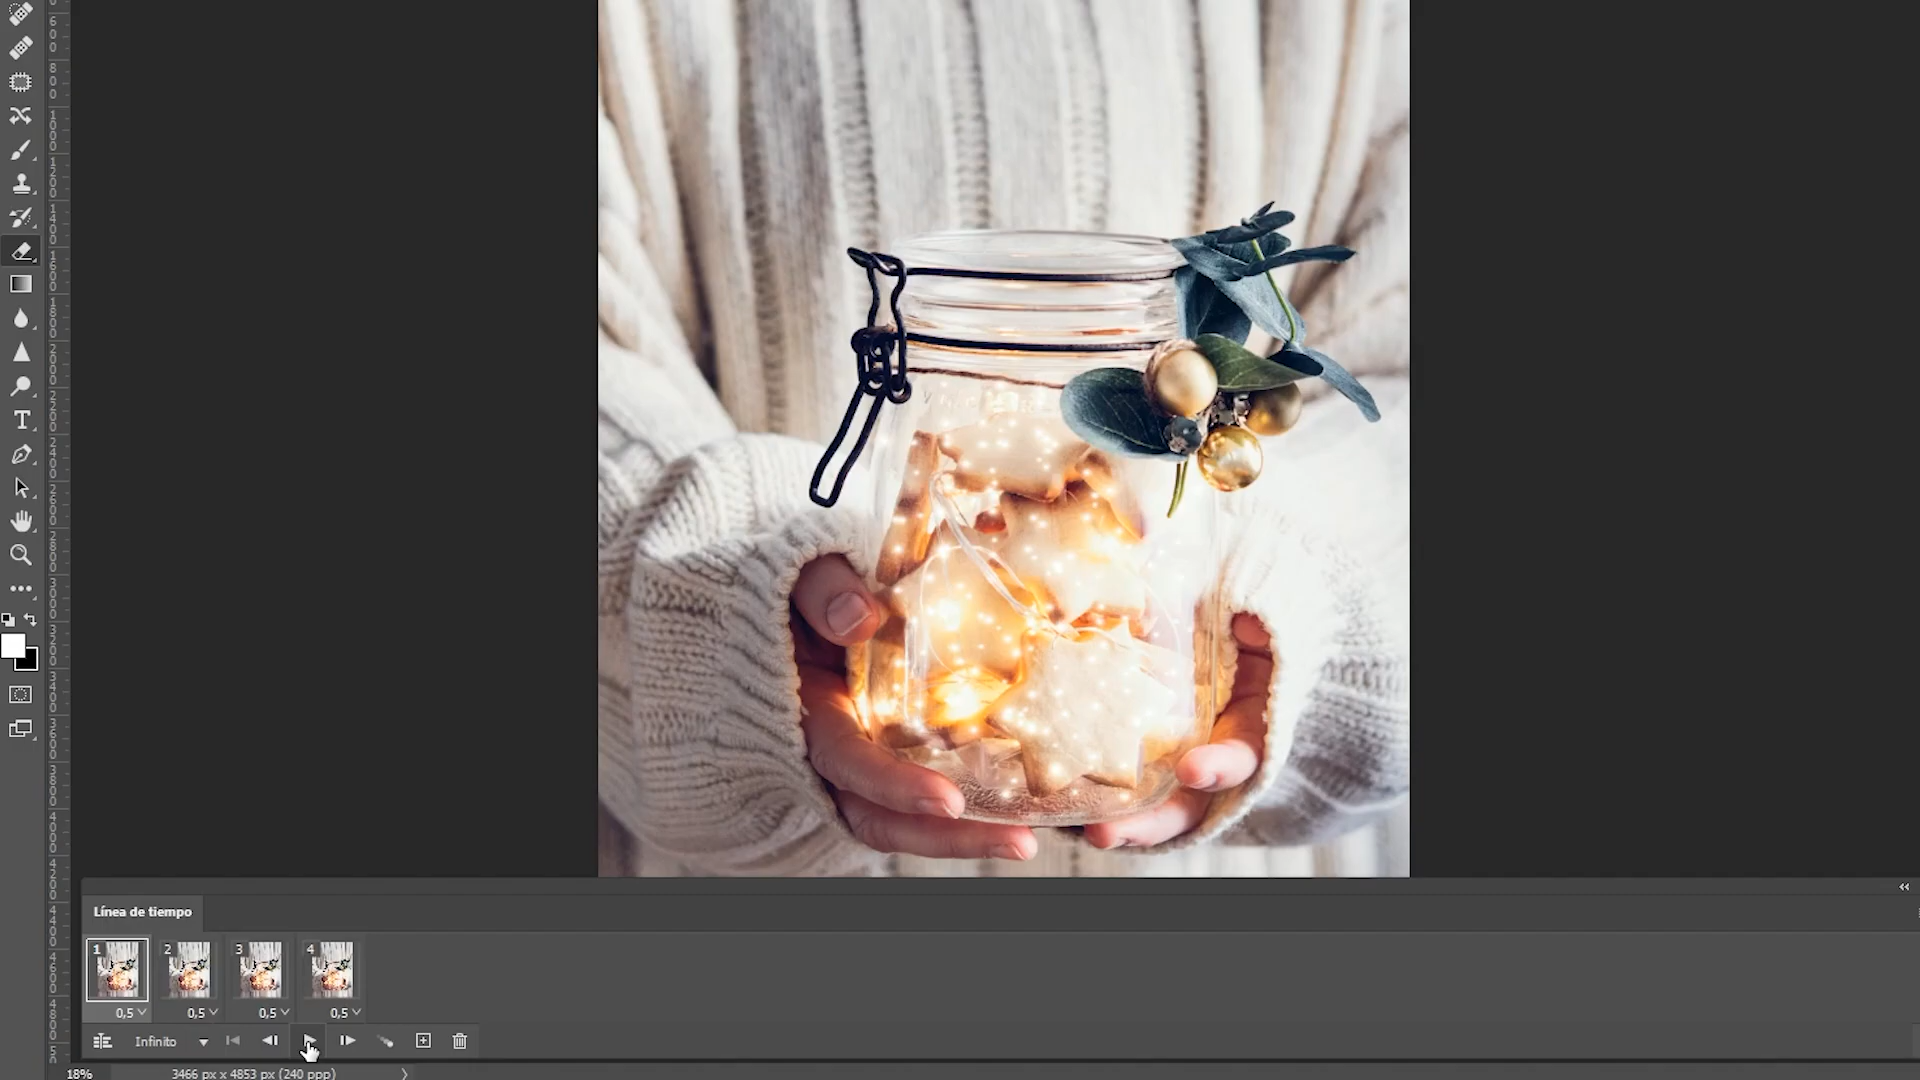 Línea de tiempo
1 2 3 4
0,5 0,5 0,5 0,5
Infinito
18% 3466 px x 4853 px (240 ppp)